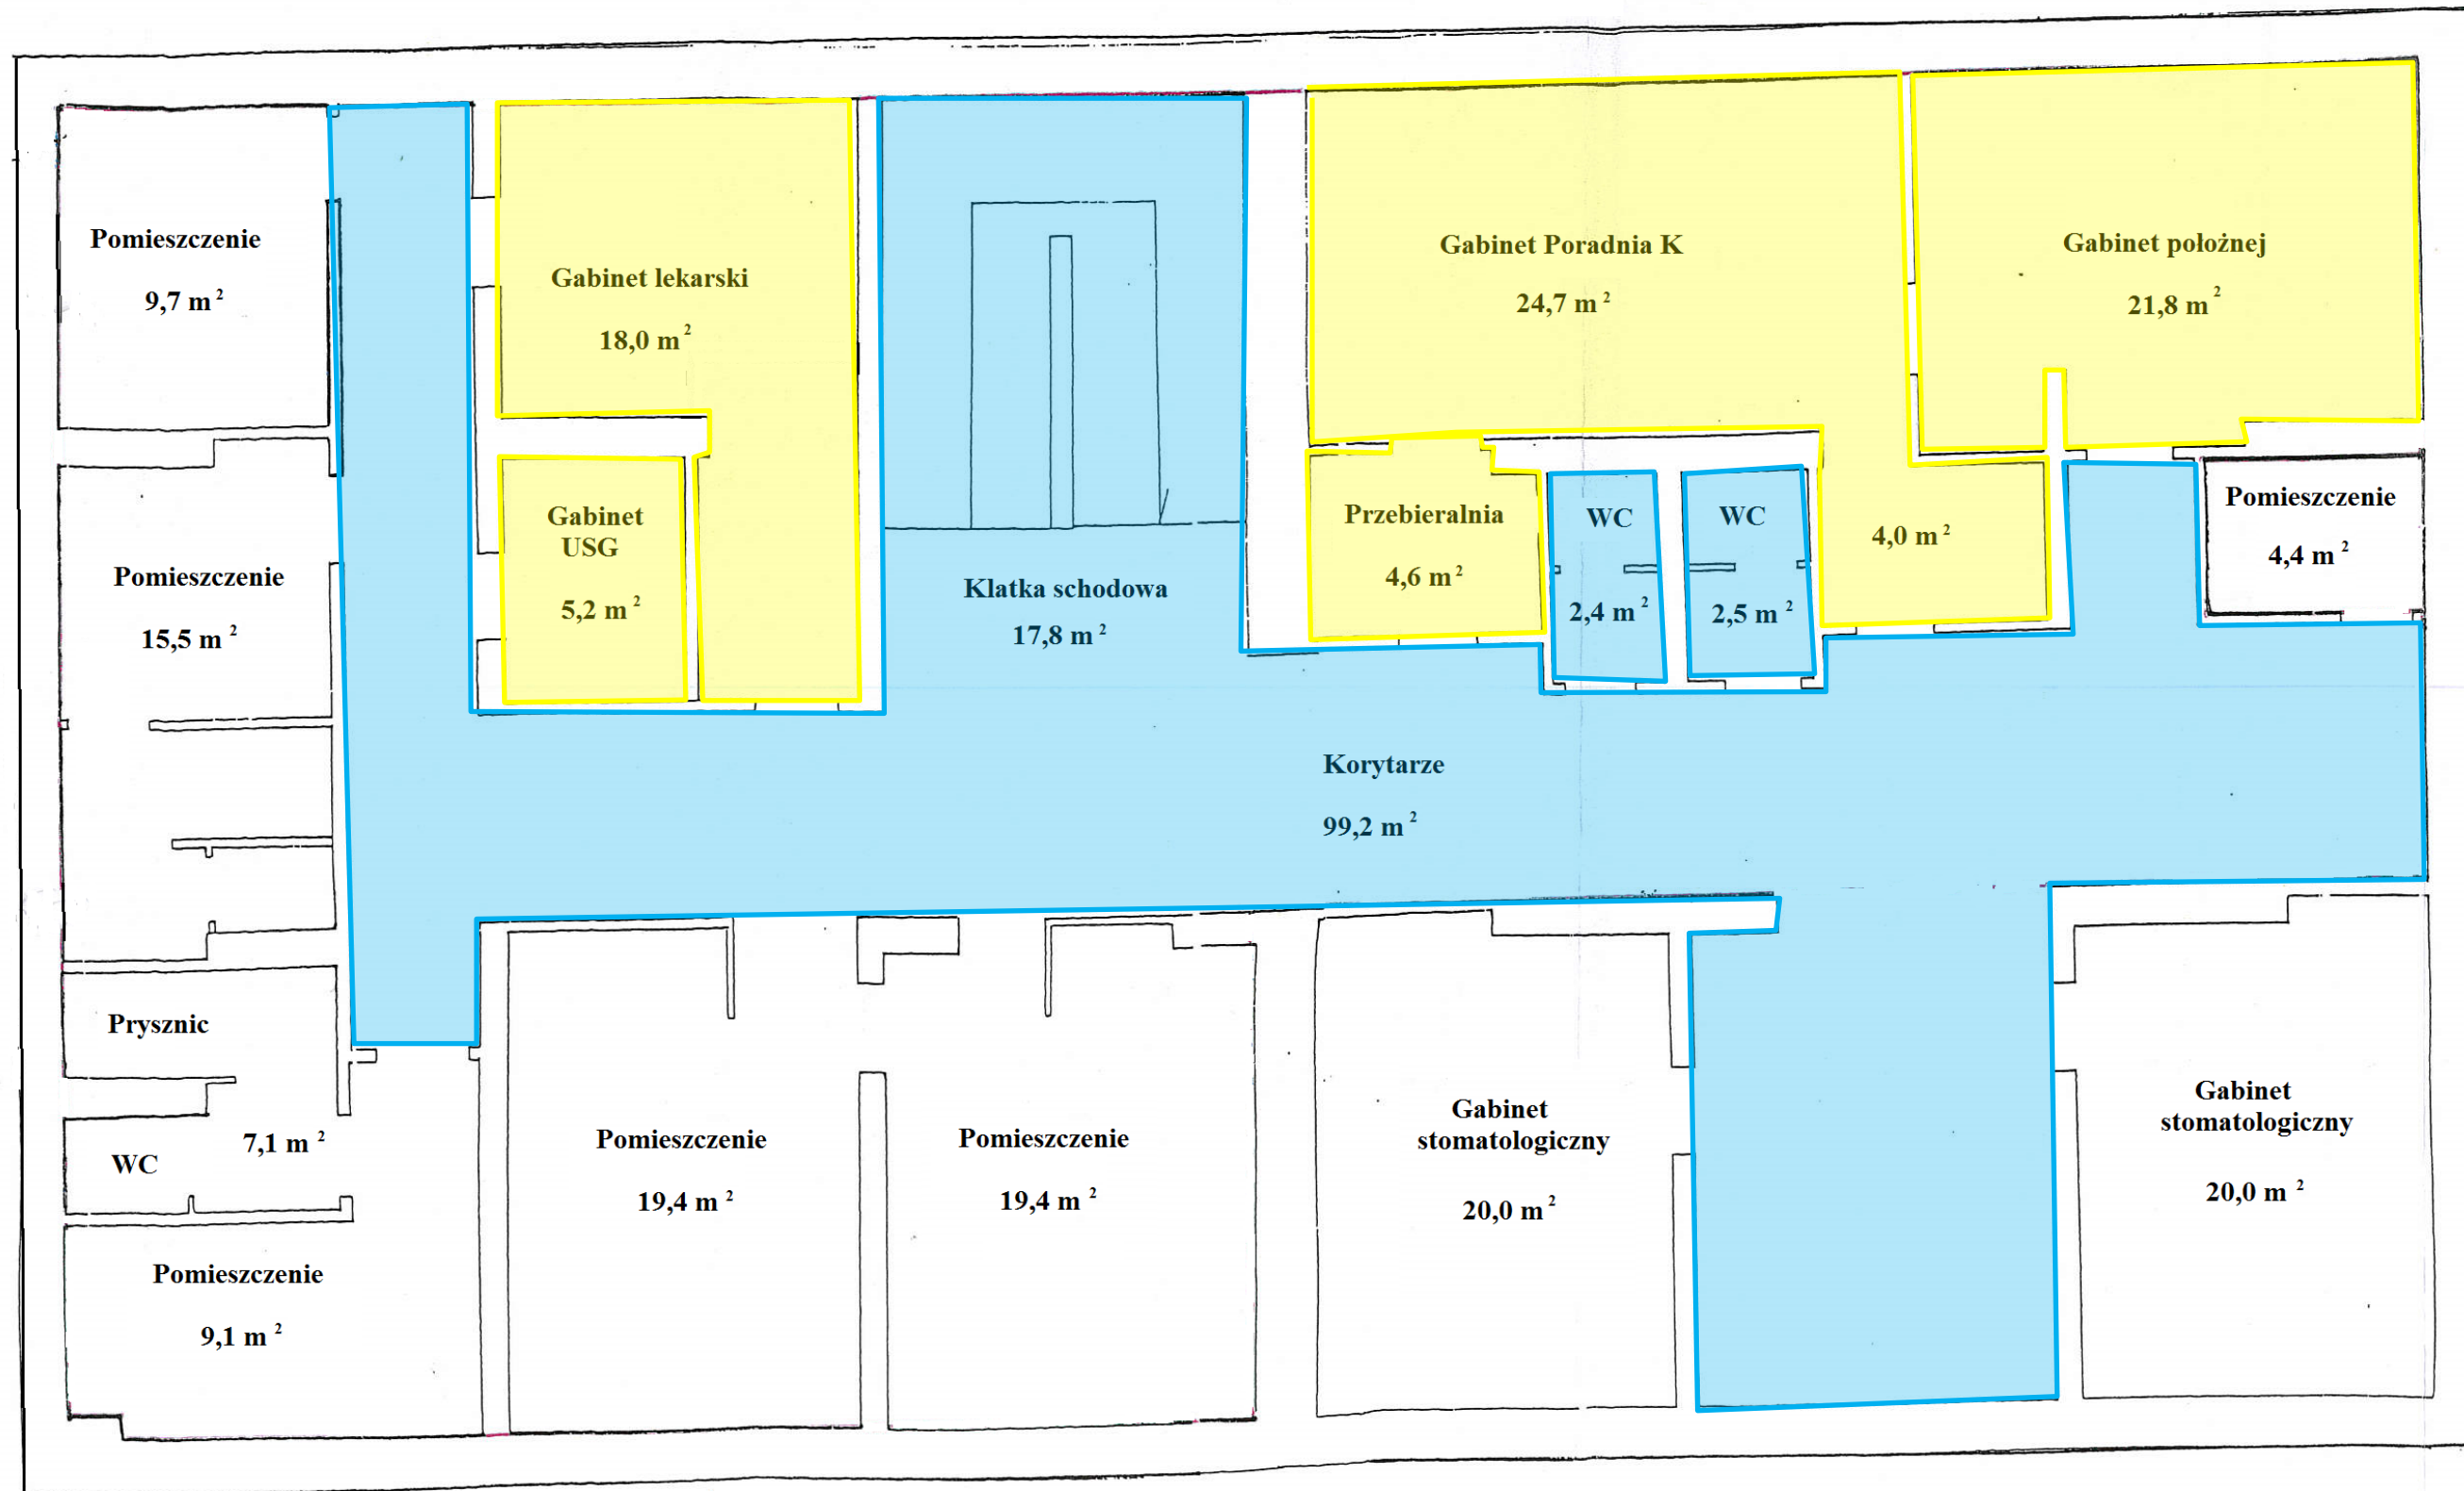 Pomieszczenie
9,7 m²
Gabinet lekarski
18,0 m²
Gabinet Poradnia K
24,7 m²
Gabinet położnej
21,8 m²
Pomieszczenie
15,5 m²
Gabinet
USG
5,2 m²
Klatka schodowa
17,8 m²
Przebieralnia
4,6 m²
WC
2,4 m²
WC
2,5 m²
4,0 m²
Pomieszczenie
4,4 m²
Korytarze
99,2 m²
Prysznic
7,1 m²
WC
Pomieszczenie
9,1 m²
Pomieszczenie
19,4 m²
Pomieszczenie
19,4 m²
Gabinet
stomatologiczny
20,0 m²
Gabinet
stomatologiczny
20,0 m²